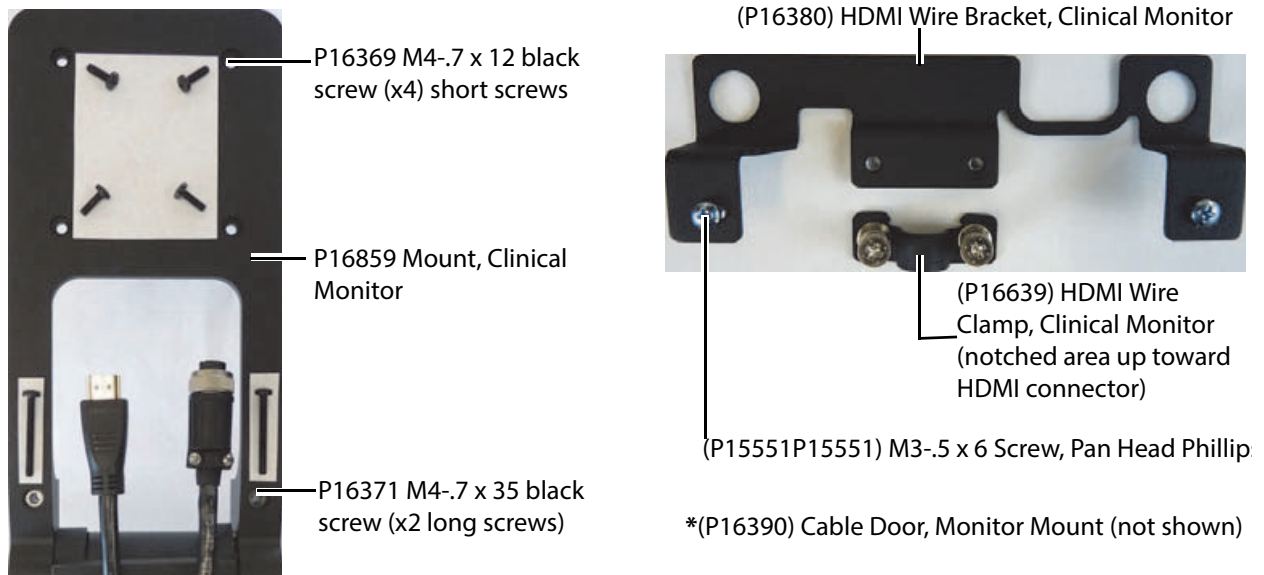 P16369 M4-.7 x 12 black
screw (x4) short screws
P16859 Mount, Clinical
Monitor
P16371 M4-.7 x 35 black
screw (x2 long screws)
(P16380) HDMI Wire Bracket, Clinical Monitor
(P16639) HDMI Wire
Clamp, Clinical Monitor
(notched area up toward
HDMI connector)
(P15551P15551) M3-.5 x 6 Screw, Pan Head Phillips
*(P16390) Cable Door, Monitor Mount (not shown)